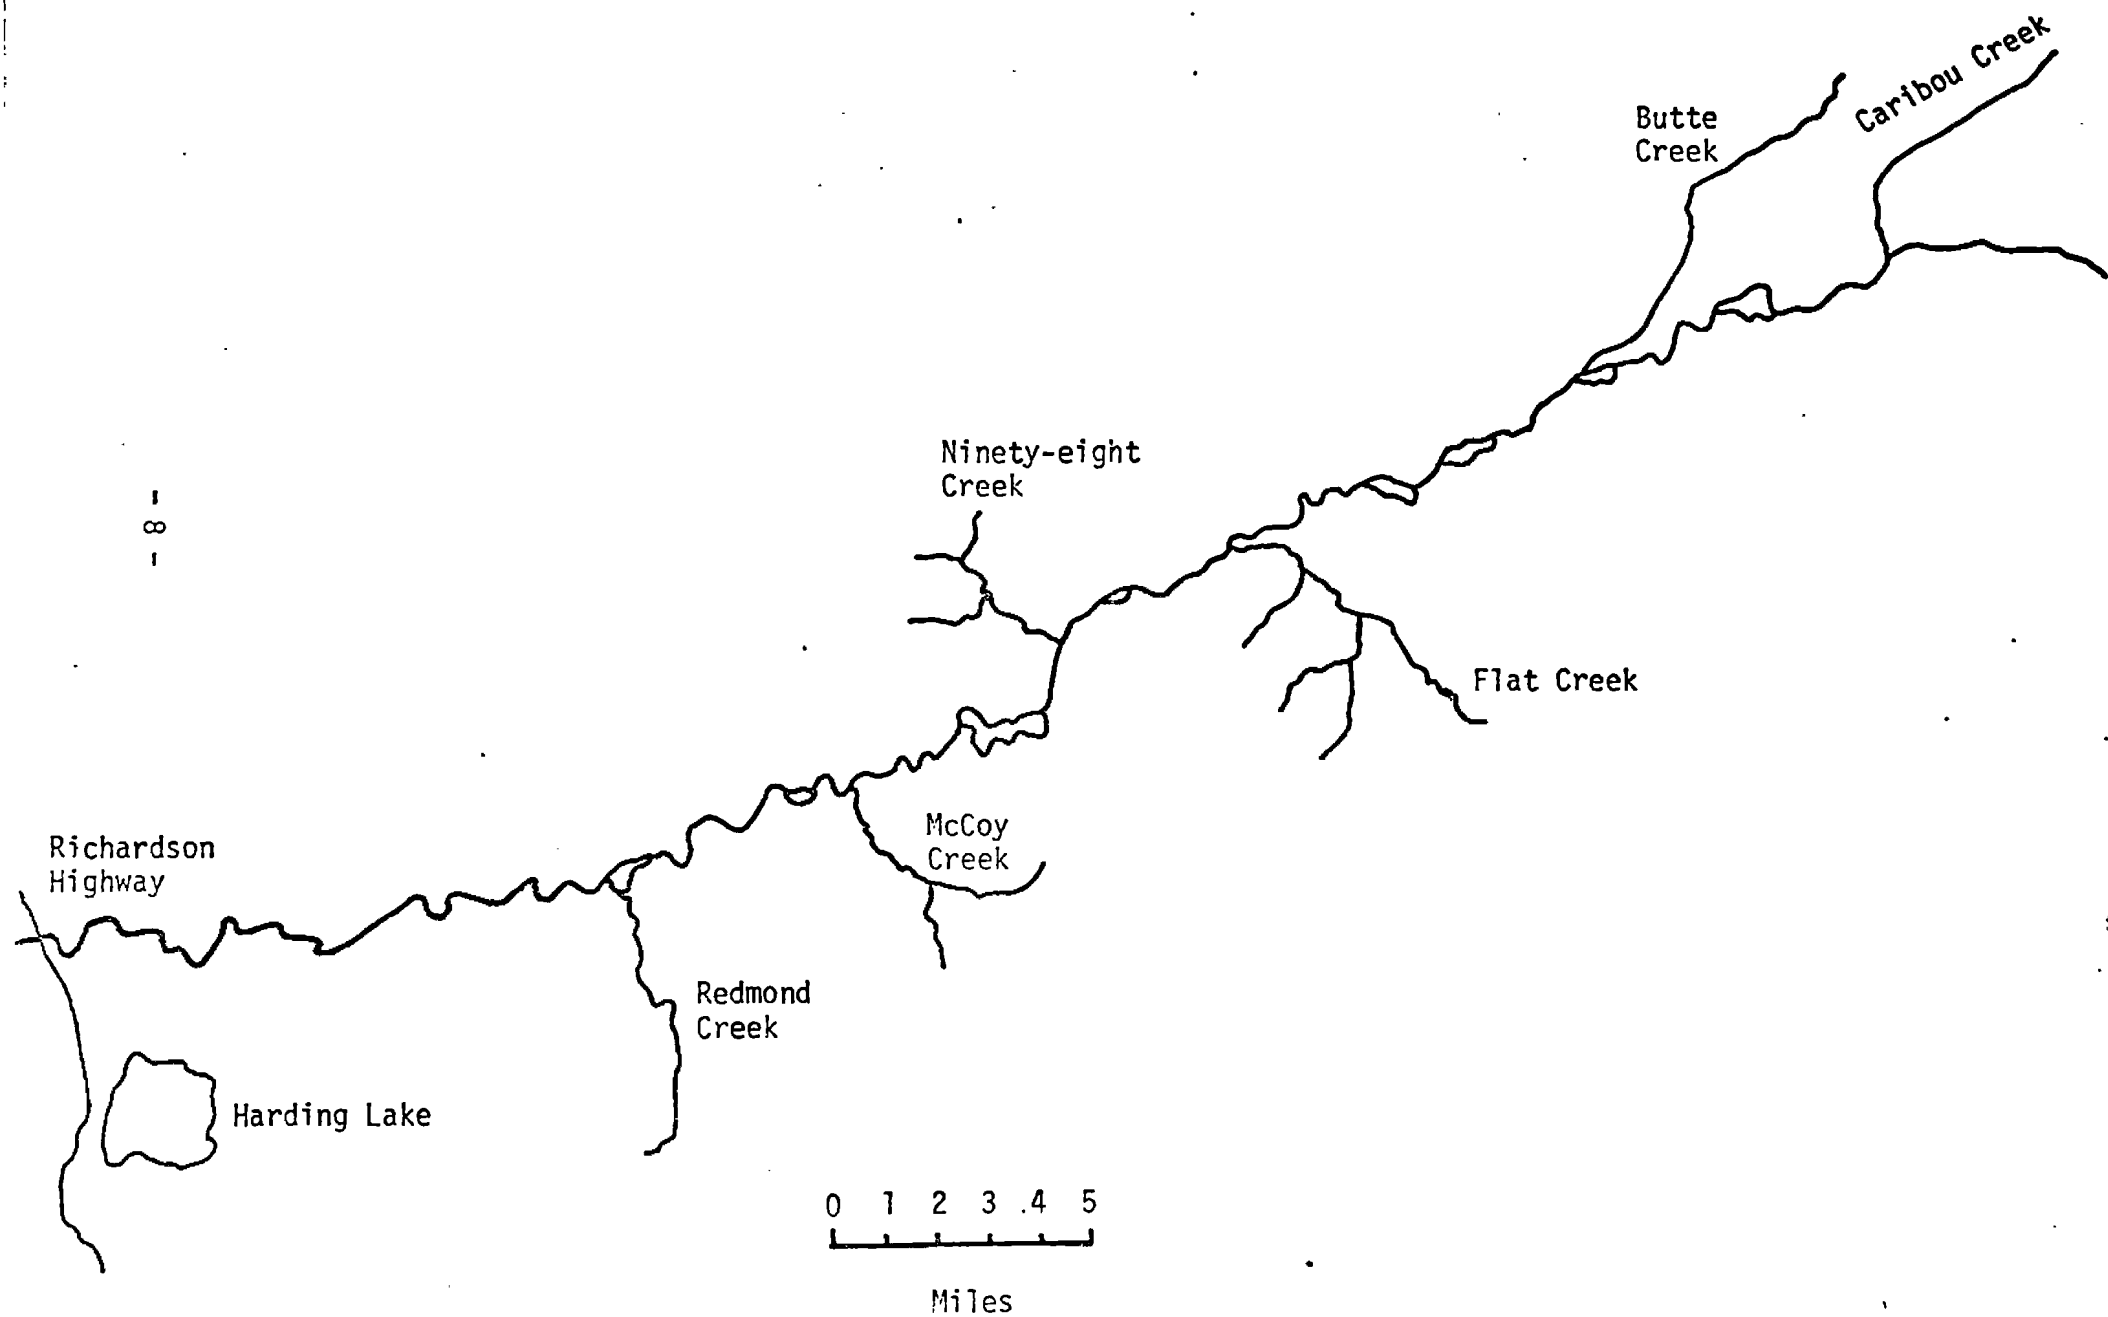 Caribou Creek
Butte
Creek
Ninety-eight
Creek
- 8 -
Flat Creek
McCoy
Creek
Richardson
Highway
Redmond
Creek
Harding Lake
0 1 2 3 .4 5
Miles